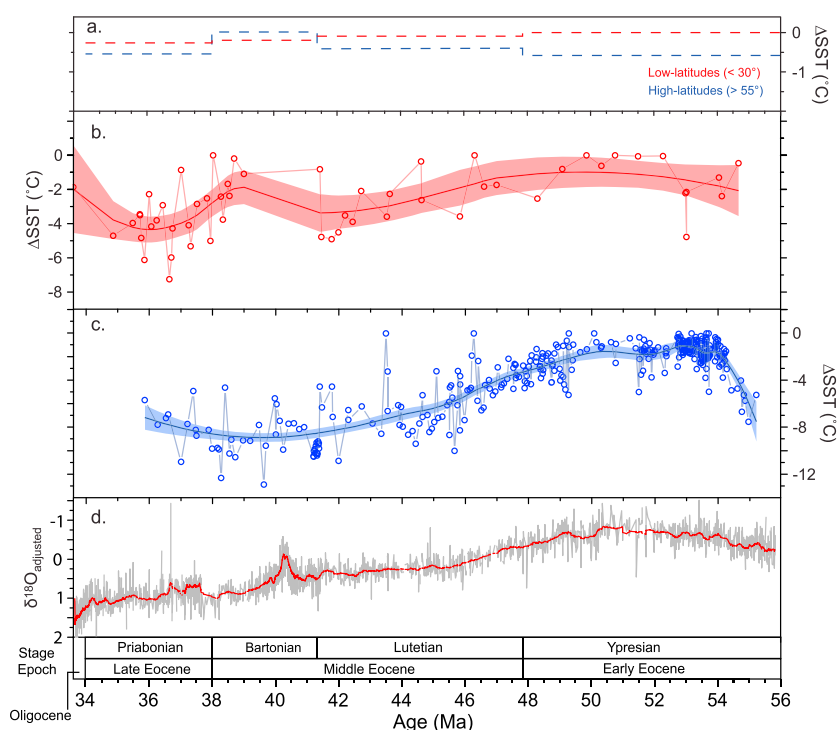 a.
0
-1
ΔSST (°C)
Low-latitudes (< 30°)
High-latitudes (> 55°)
b.
0
-2
-4
-6
-8
ΔSST (°C)
c.
0
-4
-8
-12
ΔSST (°C)
d.
-1
0
1
2
δ18Oadjusted
Stage Priabonian Bartonian Lutetian Ypresian
Epoch Late Eocene Middle Eocene Early Eocene
Oligocene
34 36 38 40 42 44 46 48 50 52 54 56
Age (Ma)